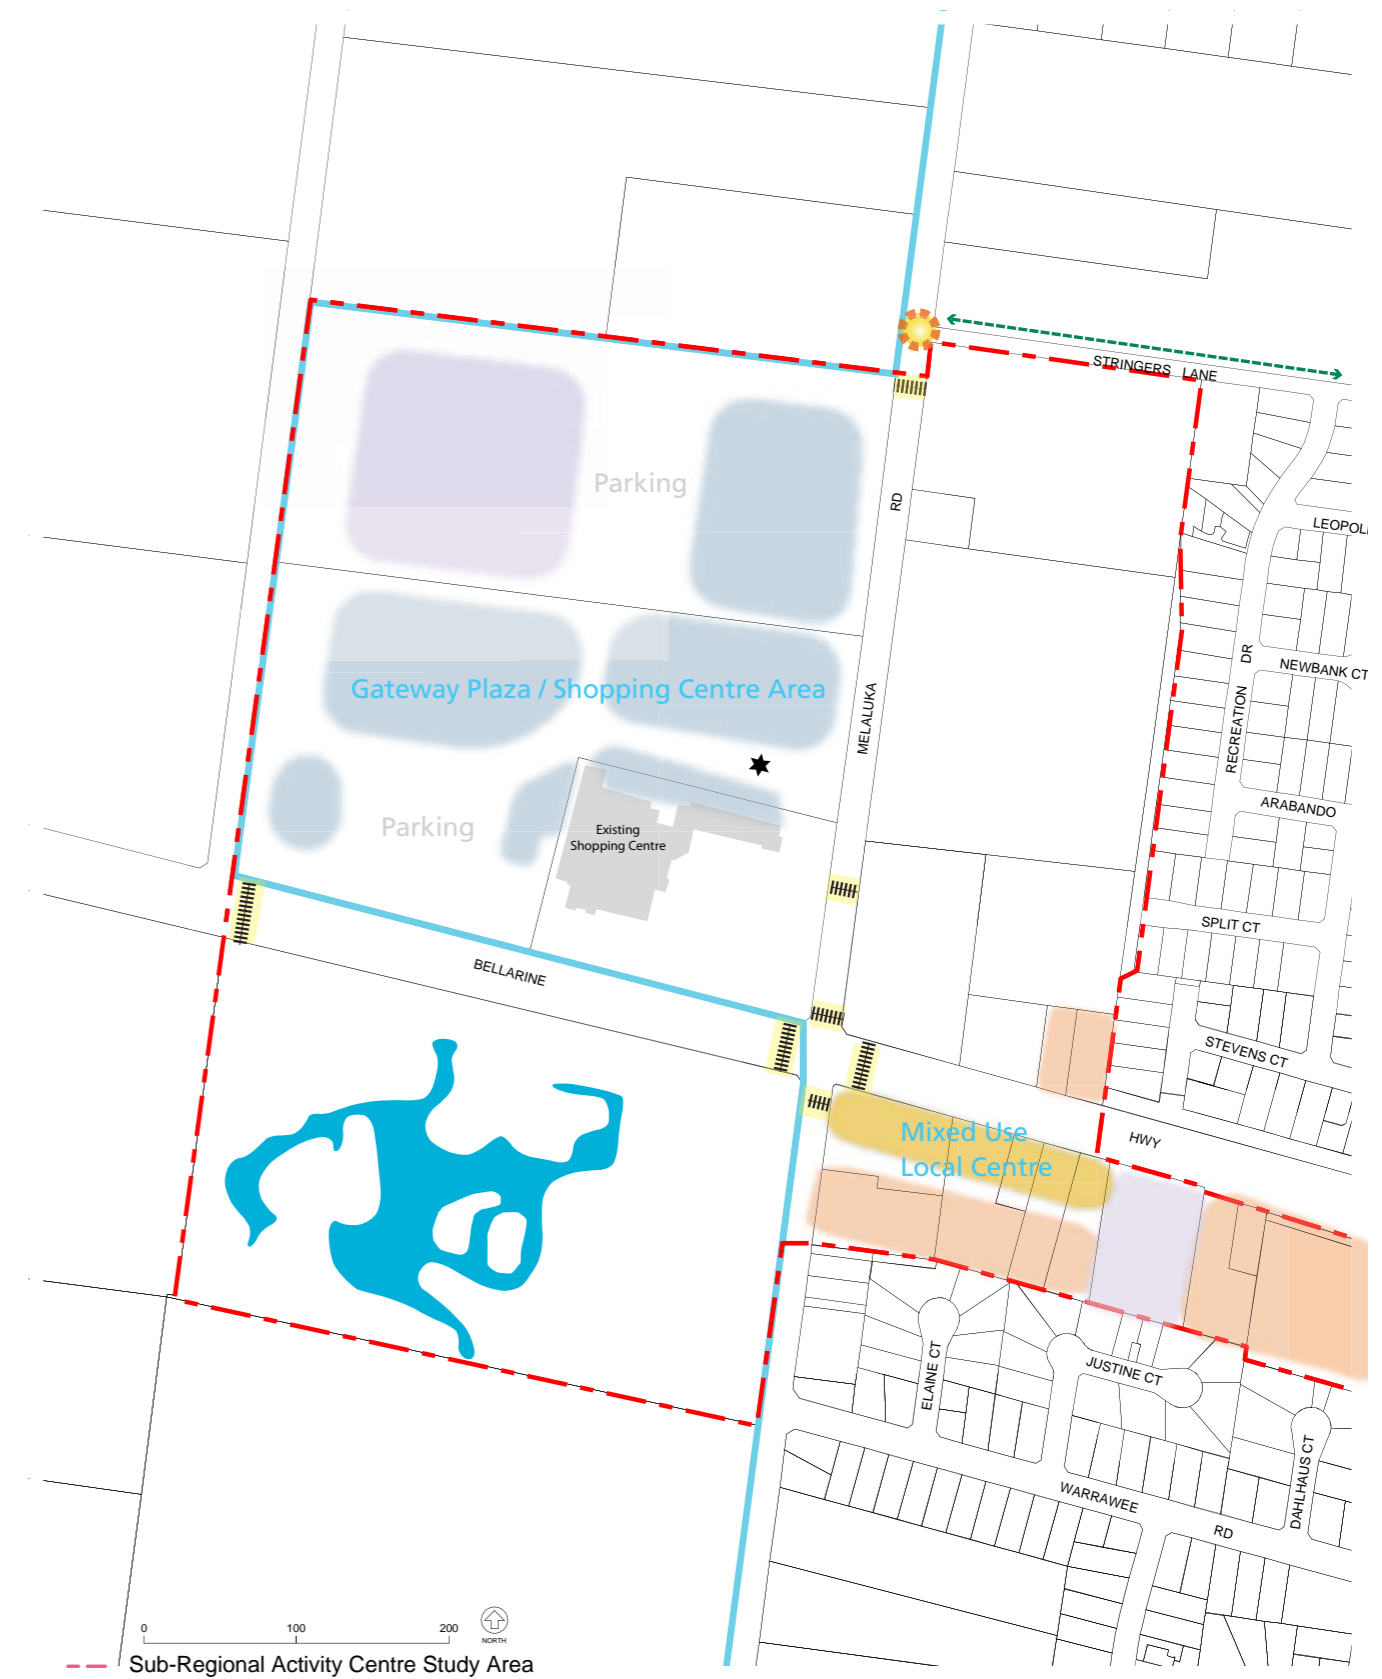 STRINGERS LANE
Parking
RD
LEOPOL
DR
NEWBANK CT
Gateway Plaza / Shopping Centre Area
MELALUKA
RECREATION
ARABANDO
Parking
Existing
Shopping Centre
SPLIT CT
BELLARINE
STEVENS CT
Mixed Use
Local Centre
HWY
ELAINE CT
JUSTINE CT
DAHLHAUS CT
WARRAWEE
RD
0 100 200
NORTH
Sub-Regional Activity Centre Study Area